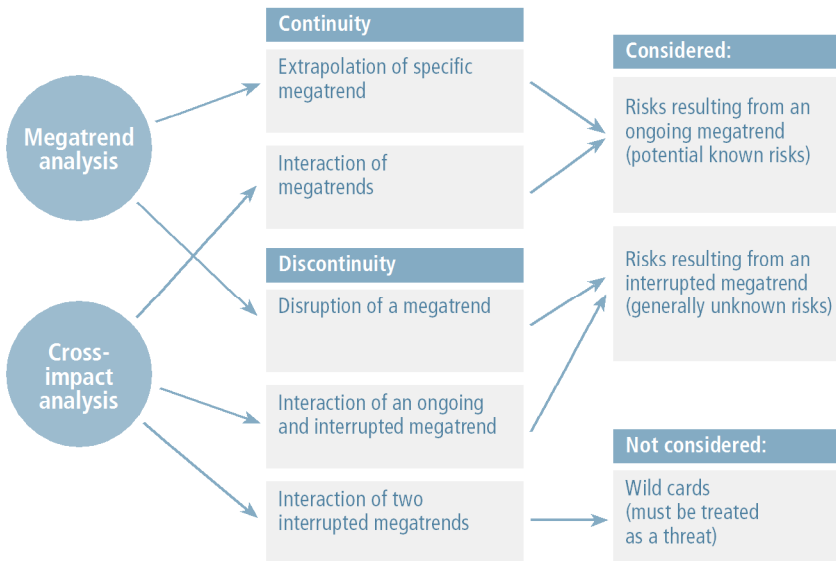 Megatrend
analysis
Cross-
impact
analysis
Continuity
Extrapolation of specific
megatrend
Interaction of
megatrends
Discontinuity
Disruption of a megatrend
Interaction of an ongoing
and interrupted megatrend
Interaction of two
interrupted megatrends
Considered:
Risks resulting from an
ongoing megatrend
(potential known risks)
Risks resulting from an
interrupted megatrend
(generally unknown risks)
Not considered:
Wild cards
(must be treated
as a threat)